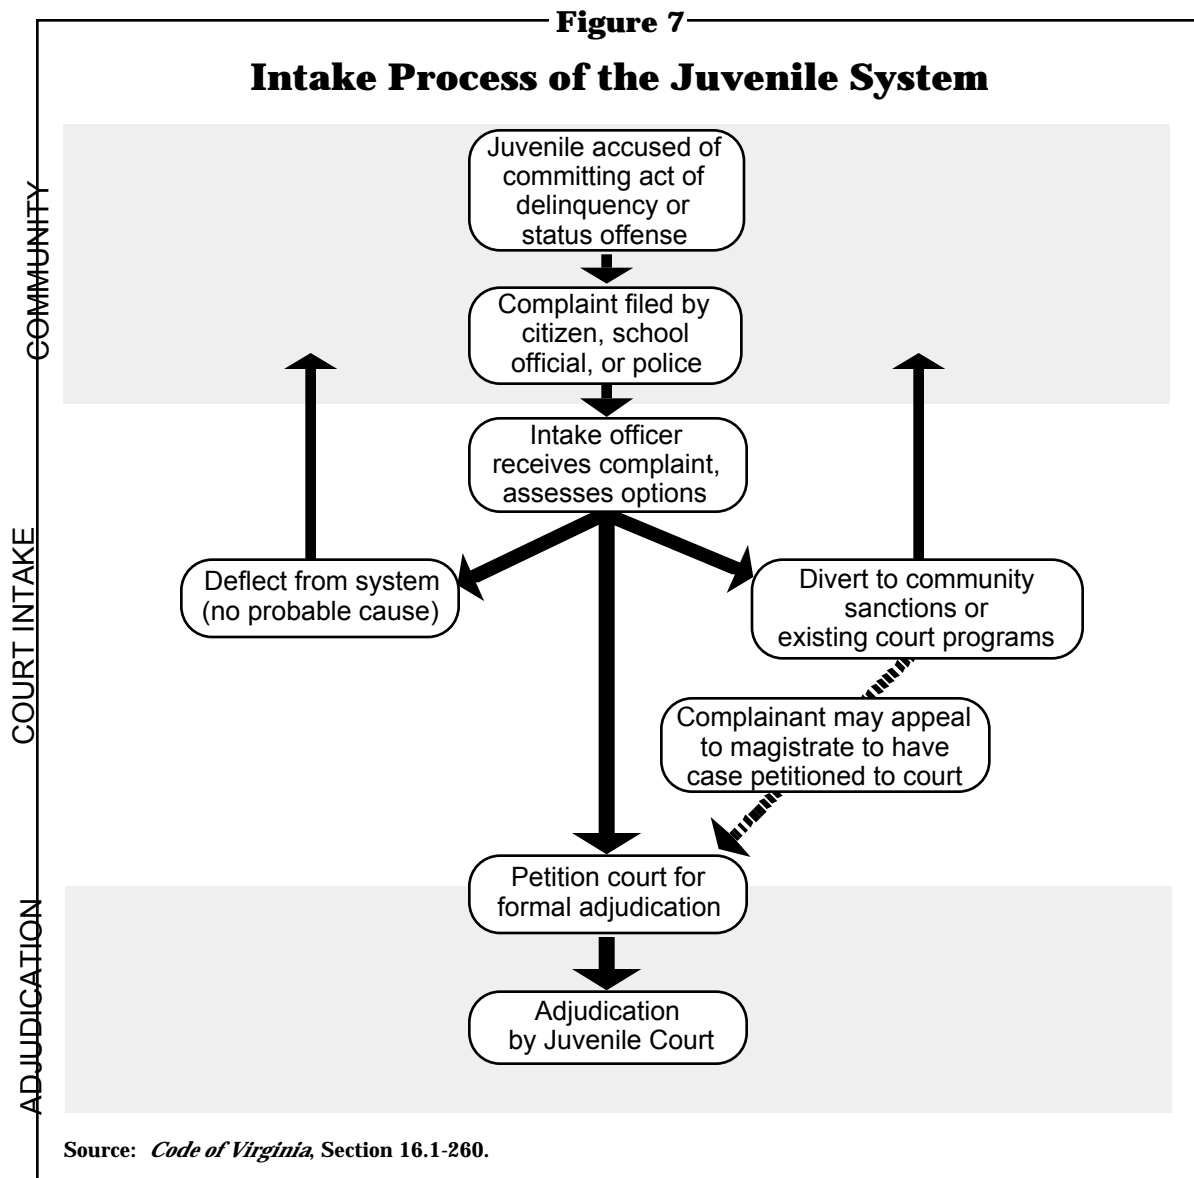 Figure 7
Intake Process of the Juvenile System
COMMUNITY
Juvenile accused of
committing act of
delinquency or
status offense
Complaint filed by
citizen, school
official, or police
COURT INTAKE
Intake officer
receives complaint,
assesses options
Deflect from system
(no probable cause)
Divert to community
sanctions or
existing court programs
Complainant may appeal
to magistrate to have
case petitioned to court
ADJUDICATION
Petition court for
formal adjudication
Adjudication
by Juvenile Court
Source: Code of Virginia, Section 16.1-260.